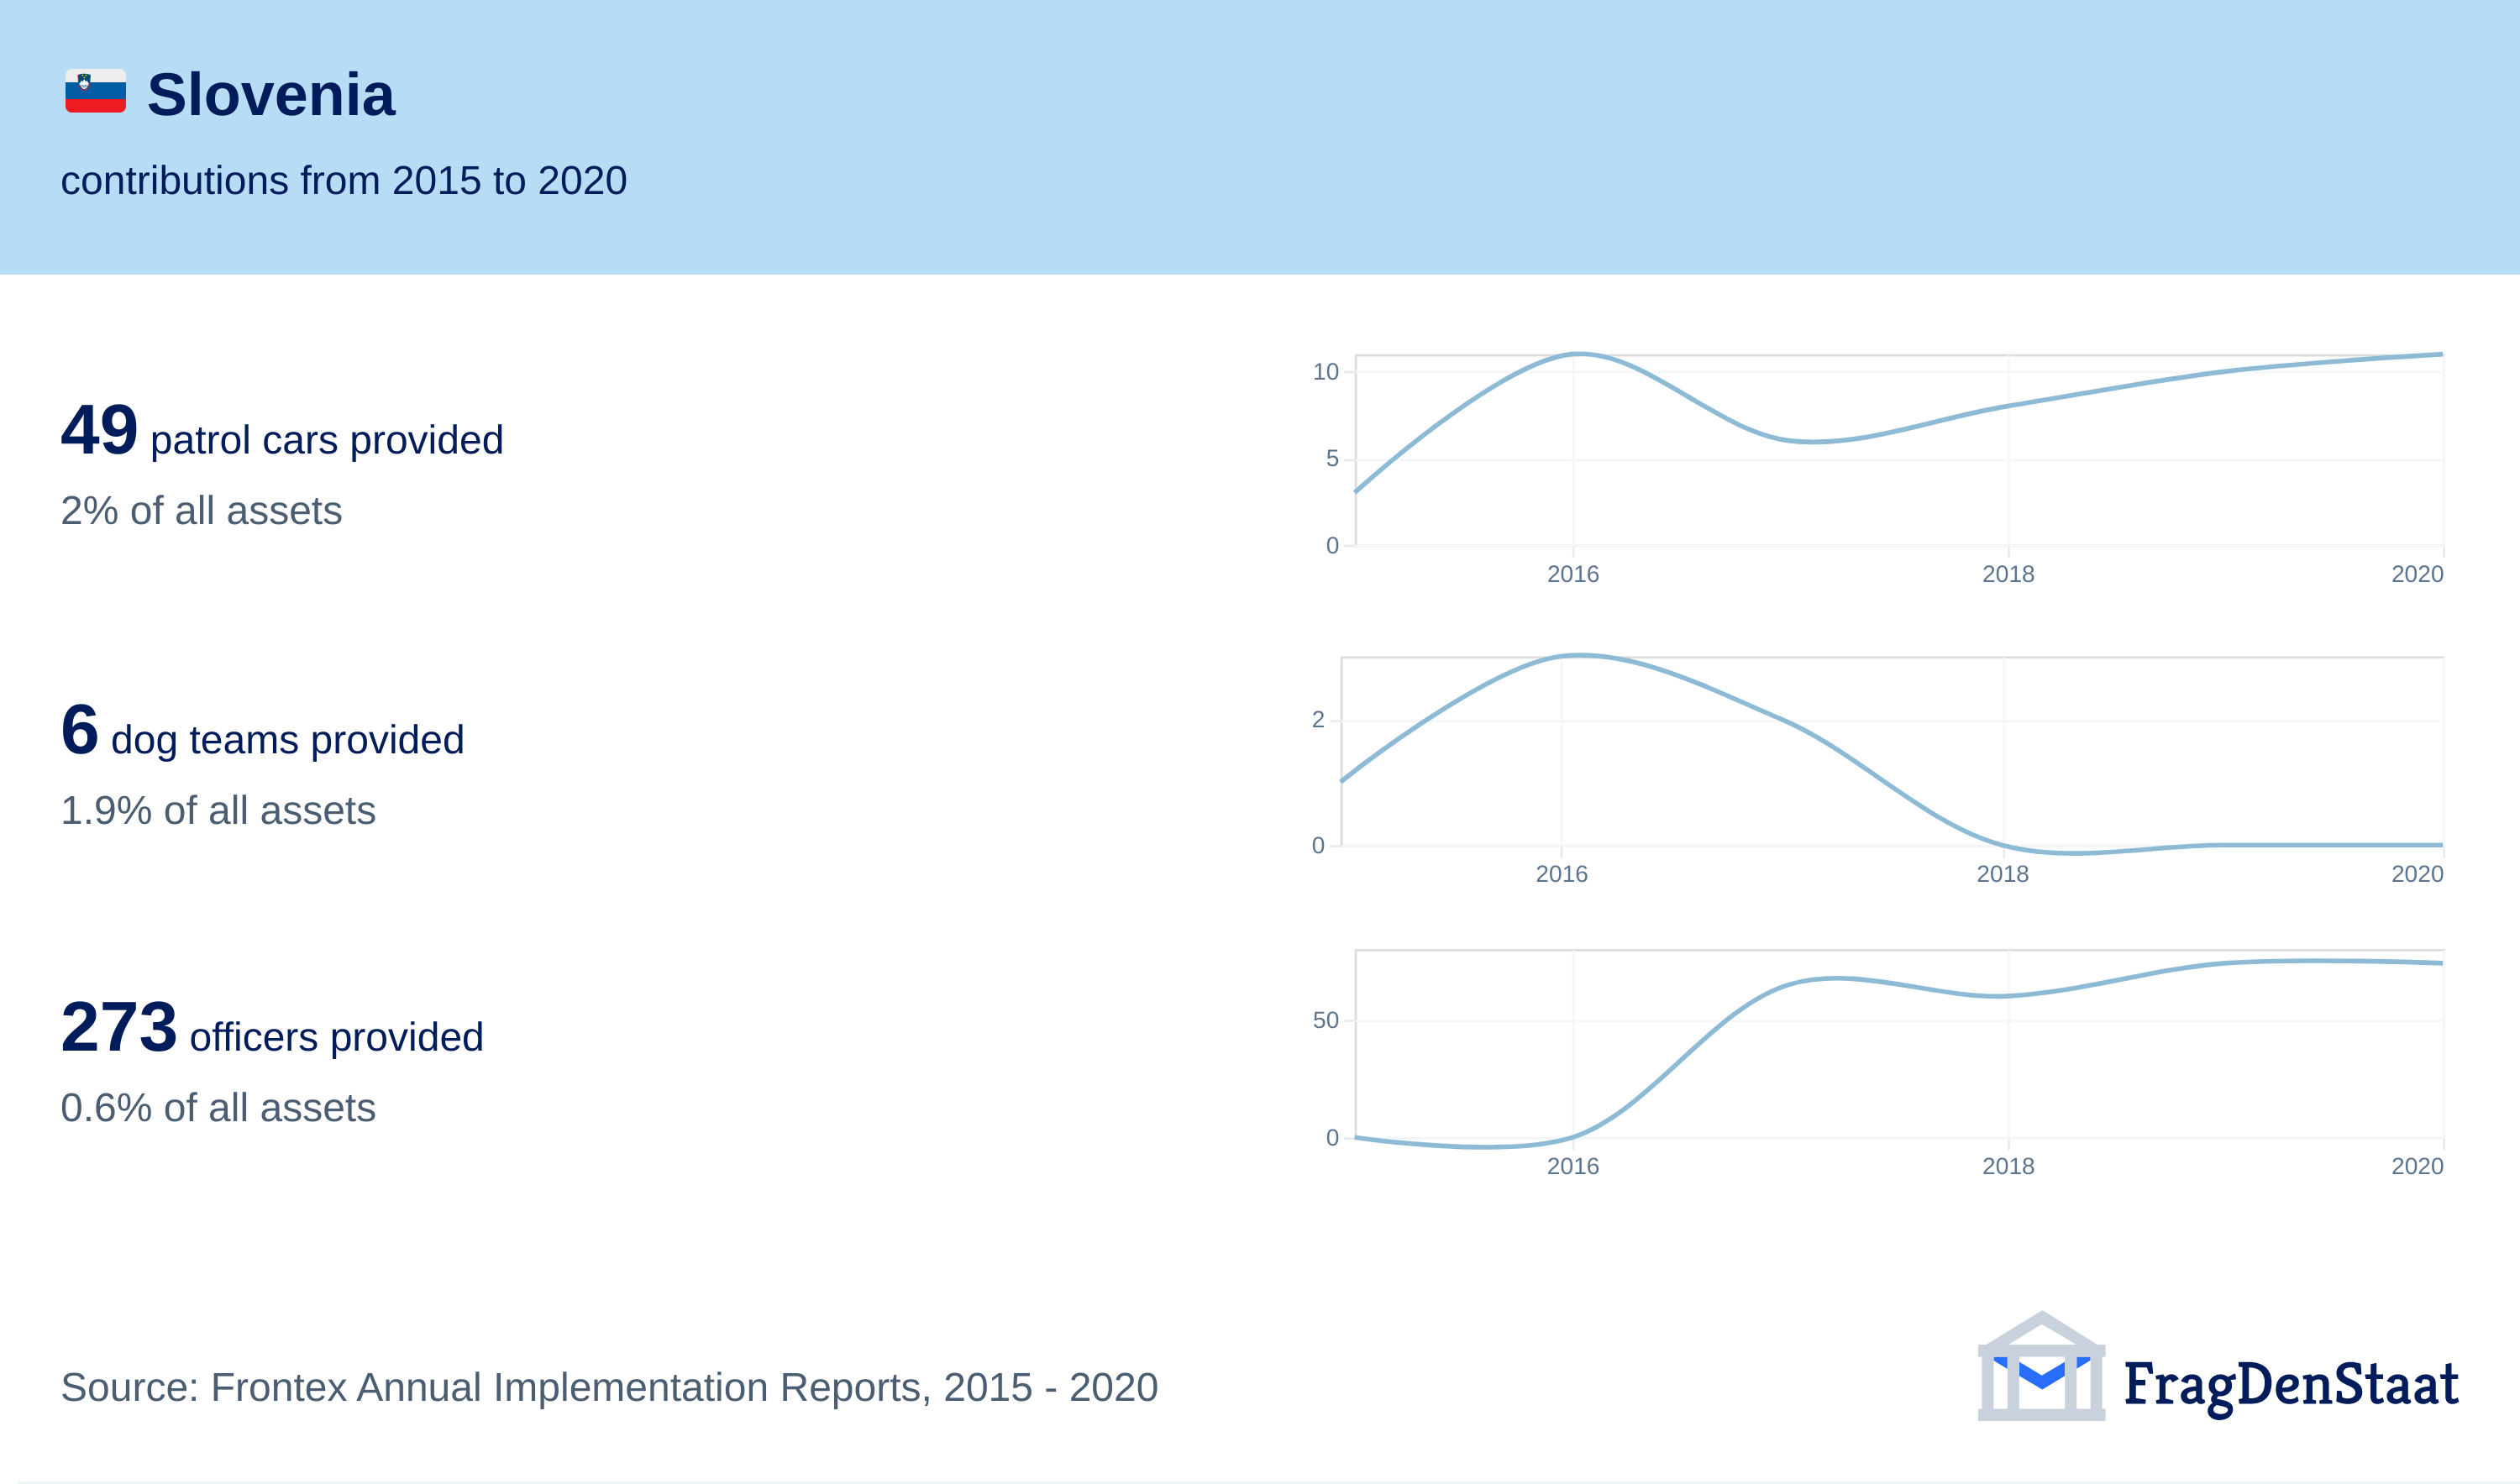 Slovenia
contributions from 2015 to 2020
49 patrol cars provided
2% of all assets
10
5
0
2016 2018 2020
6 dog teams provided
1.9% of all assets
2
0
2016 2018 2020
273 officers provided
0.6% of all assets
50
0
2016 2018 2020
Source: Frontex Annual Implementation Reports, 2015 - 2020
FragDenStaat